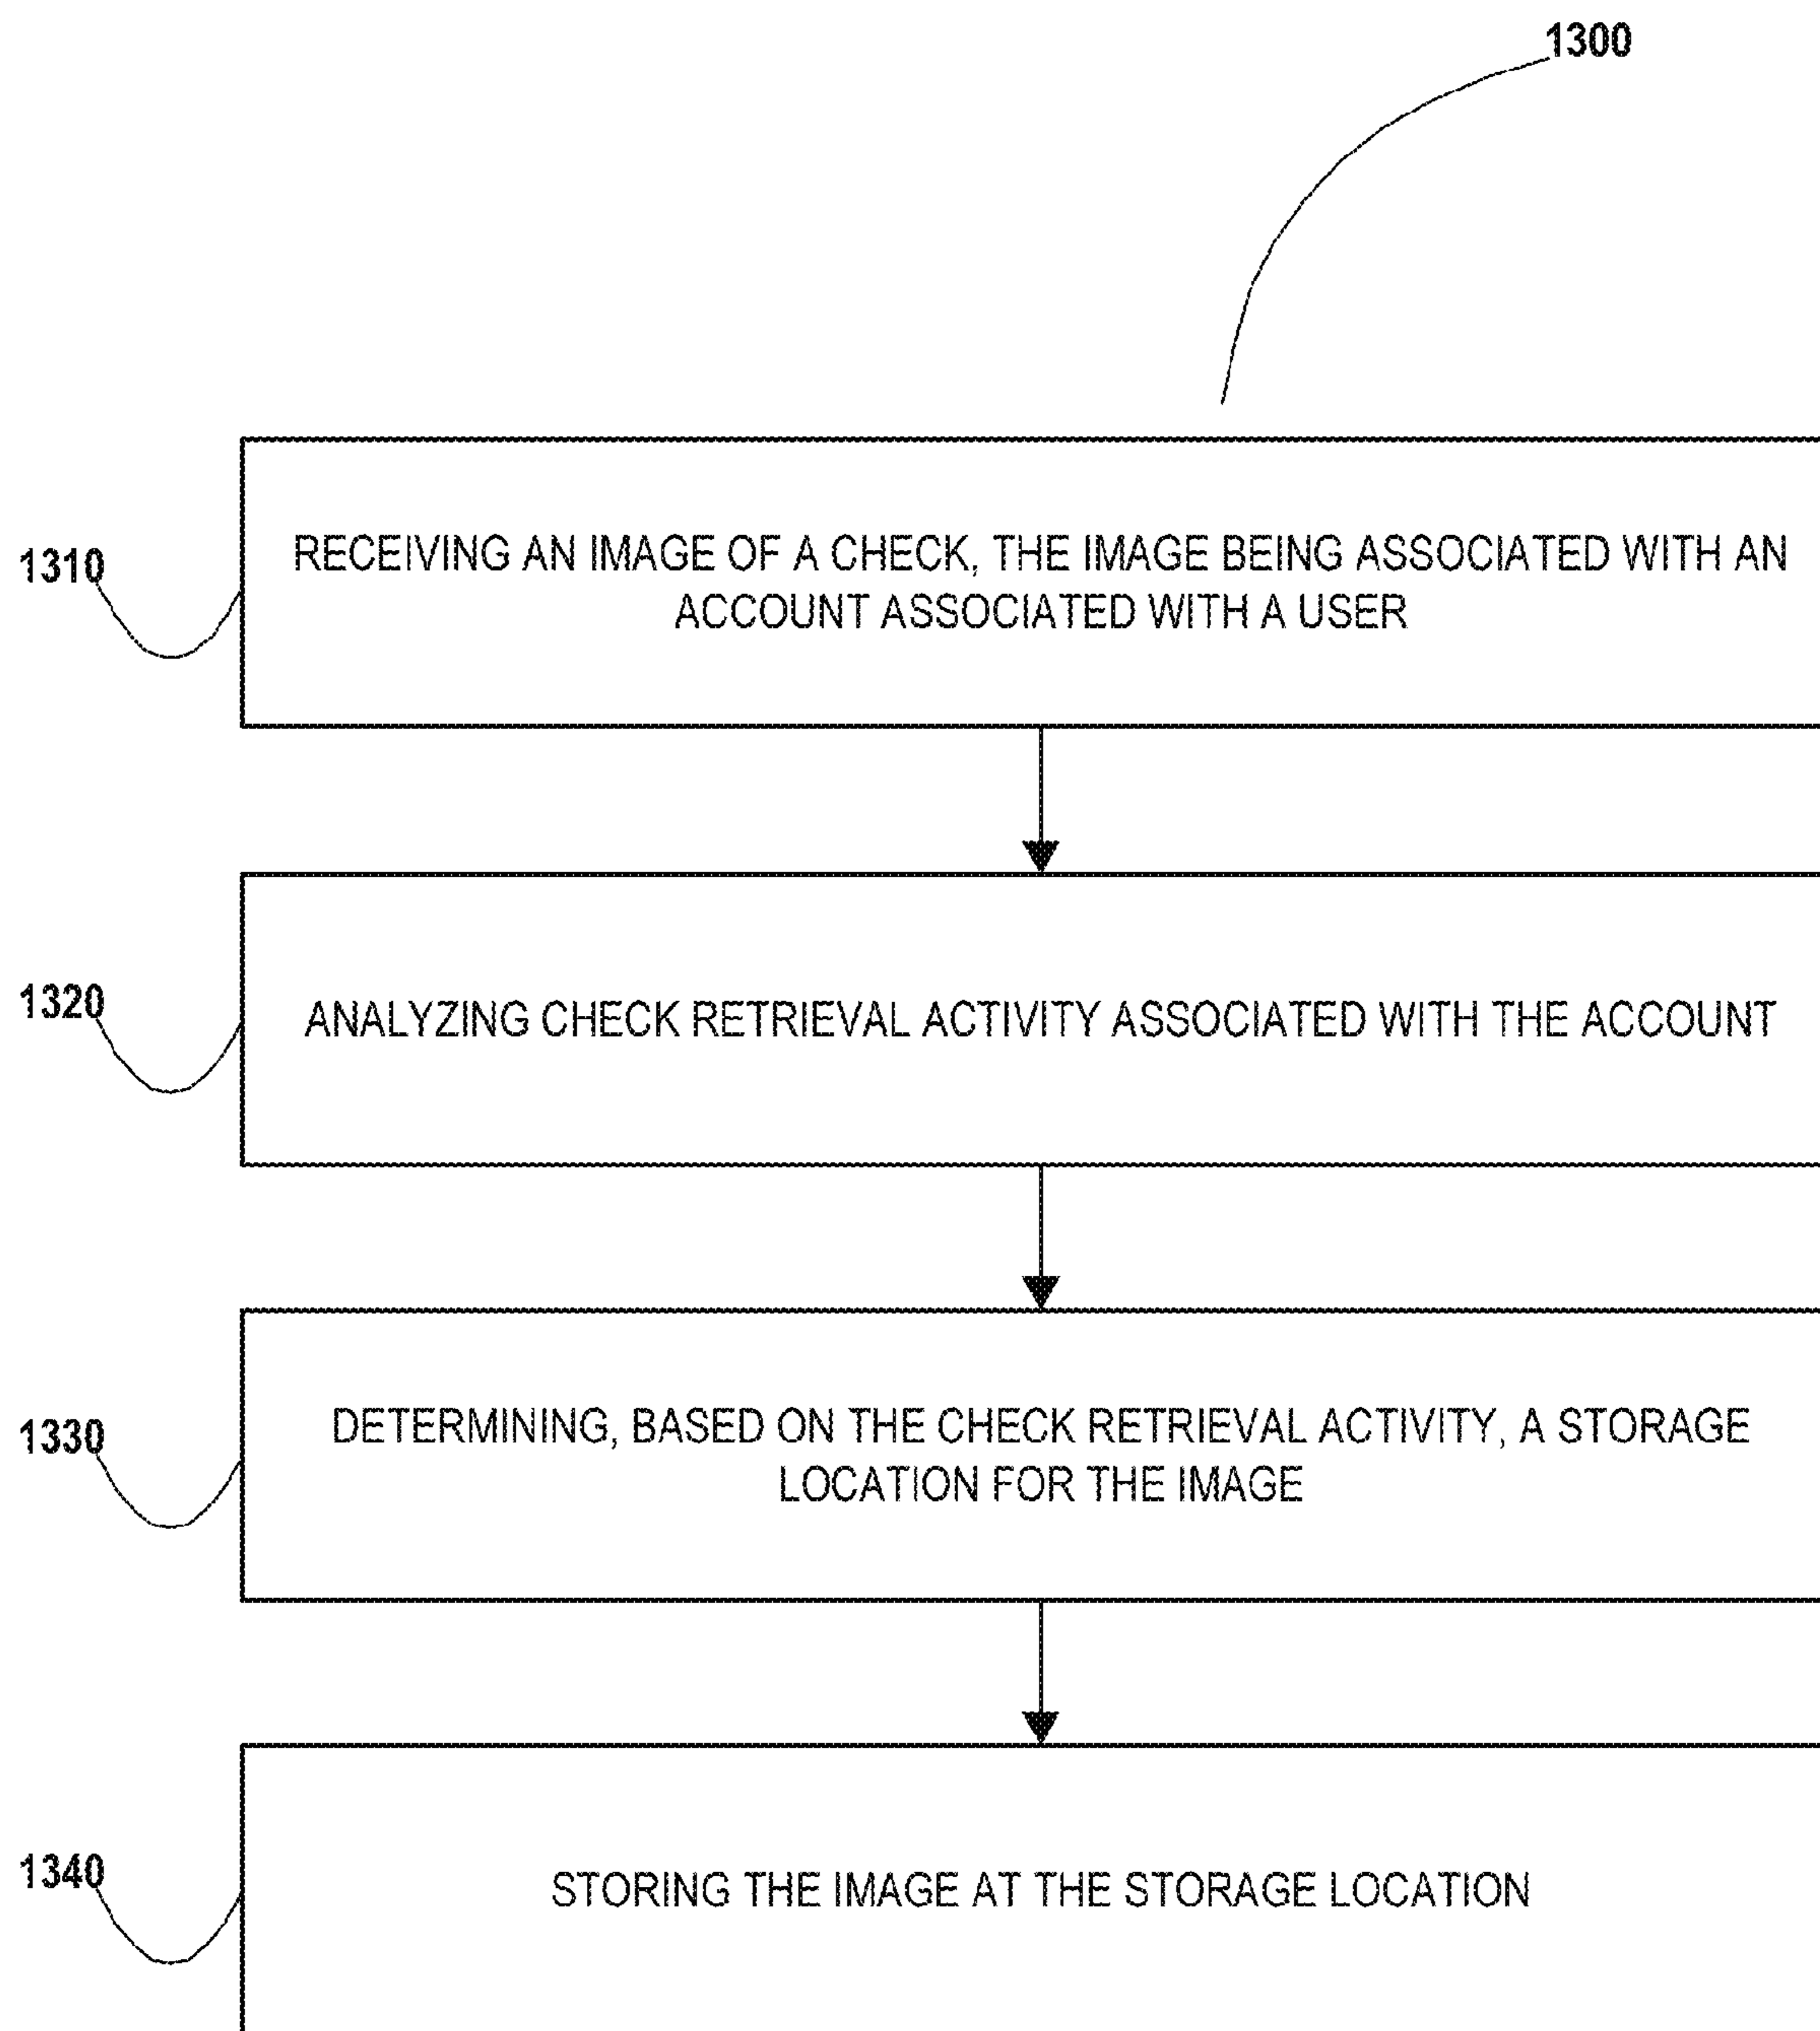 1300
1310
RECEIVING AN IMAGE OF A CHECK, THE IMAGE BEING ASSOCIATED WITH AN
ACCOUNT ASSOCIATED WITH A USER
1320
ANALYZING CHECK RETRIEVAL ACTIVITY ASSOCIATED WITH THE ACCOUNT
1330
DETERMINING, BASED ON THE CHECK RETRIEVAL ACTIVITY, A STORAGE
LOCATION FOR THE IMAGE
1340
STORING THE IMAGE AT THE STORAGE LOCATION